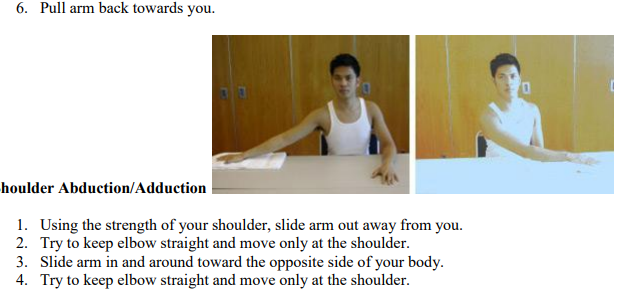 6. Pull arm back towards you.
houlder Abduction/Adduction
1. Using the strength of your shoulder, slide arm out away from you.
2. Try to keep elbow straight and move only at the shoulder.
3. Slide arm in and around toward the opposite side of your body.
4. Try to keep elbow straight and move only at the shoulder.